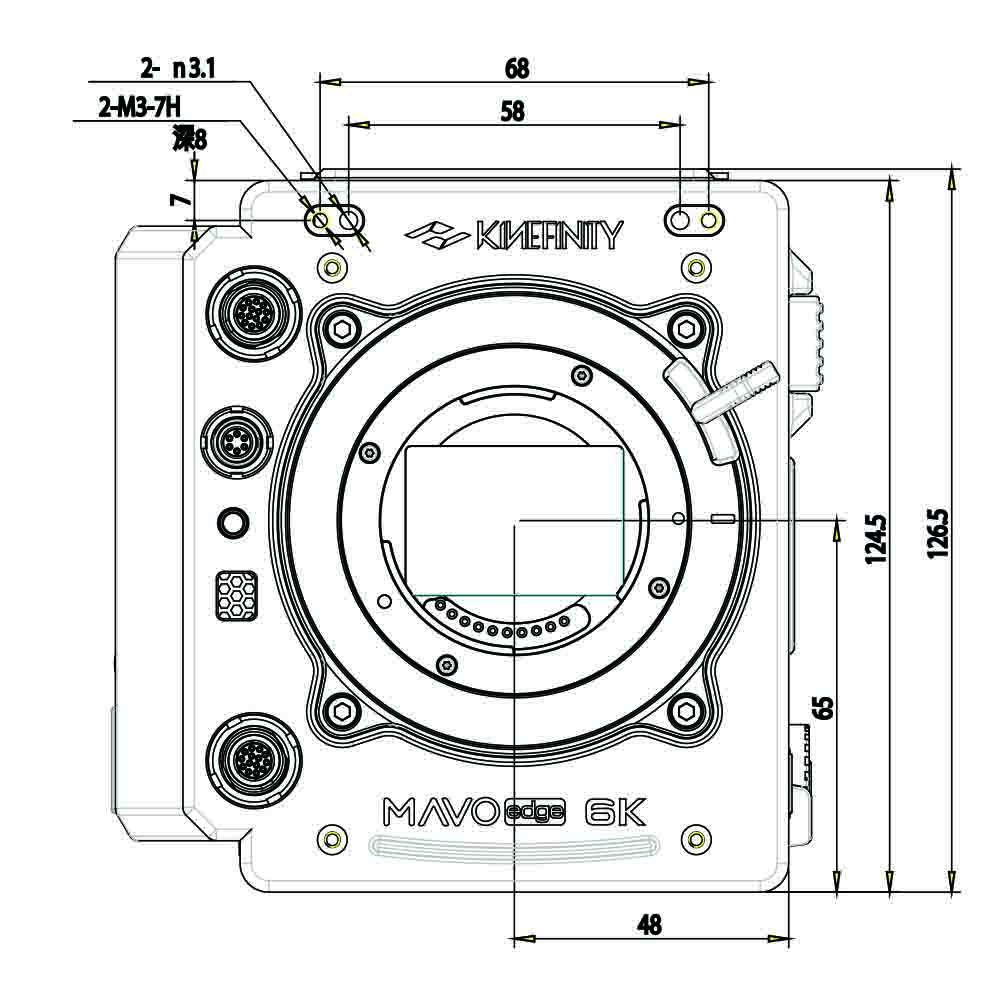 2- n 3.1
68
2-M3-7H
58
深8
7
KINEFINITY
124.5
126.5
65
MAVO edge 6K
48